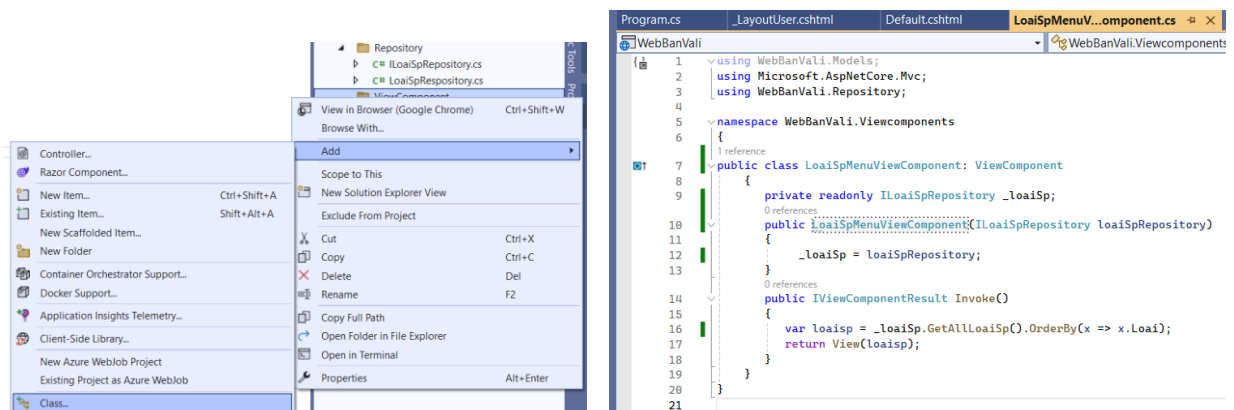 Repository
C# ILoaiSpRepository.cs
C# LoaiSpRespository.cs
ViewComponent
View in Browser (Google Chrome) Ctrl+Shift+W
Browse With...
Add
Scope to This
New Solution Explorer View
Exclude From Project
Cut Ctrl+X
Copy Ctrl+C
Delete Del
Rename F2
Copy Full Path
Open Folder in File Explorer
Open in Terminal
Properties Alt+Enter
Controller...
Razor Component...
New Item... Ctrl+Shift+A
Existing Item... Shift+Alt+A
New Scaffolded Item...
New Folder
Container Orchestrator Support...
Docker Support...
Application Insights Telemetry...
Client-Side Library...
New Azure WebJob Project
Existing Project as Azure WebJob
Class...
c Tools
Pro
Program.cs _LayoutUser.cshtml Default.cshtml LoaiSpMenuV...omponent.cs
WebBanVali WebBanVali.Viewcomponents
1 using WebBanVali.Models;
2 using Microsoft.AspNetCore.Mvc;
3 using WebBanVali.Repository;
4
5 namespace WebBanVali.Viewcomponents
6 {
1 reference
7 public class LoaiSpMenuViewComponent: ViewComponent
8 {
9 private readonly ILoaiSpRepository _loaiSp;
0 references
10 public LoaiSpMenuViewComponent(ILoaiSpRepository loaiSpRepository)
11 {
12 _loaiSp = loaiSpRepository;
13 }
0 references
14 public IViewComponentResult Invoke()
15 {
16 var loaisp = _loaiSp.GetAllLoaiSp().OrderBy(x => x.Loai);
17 return View(loaisp);
18 }
19 }
20 }
21